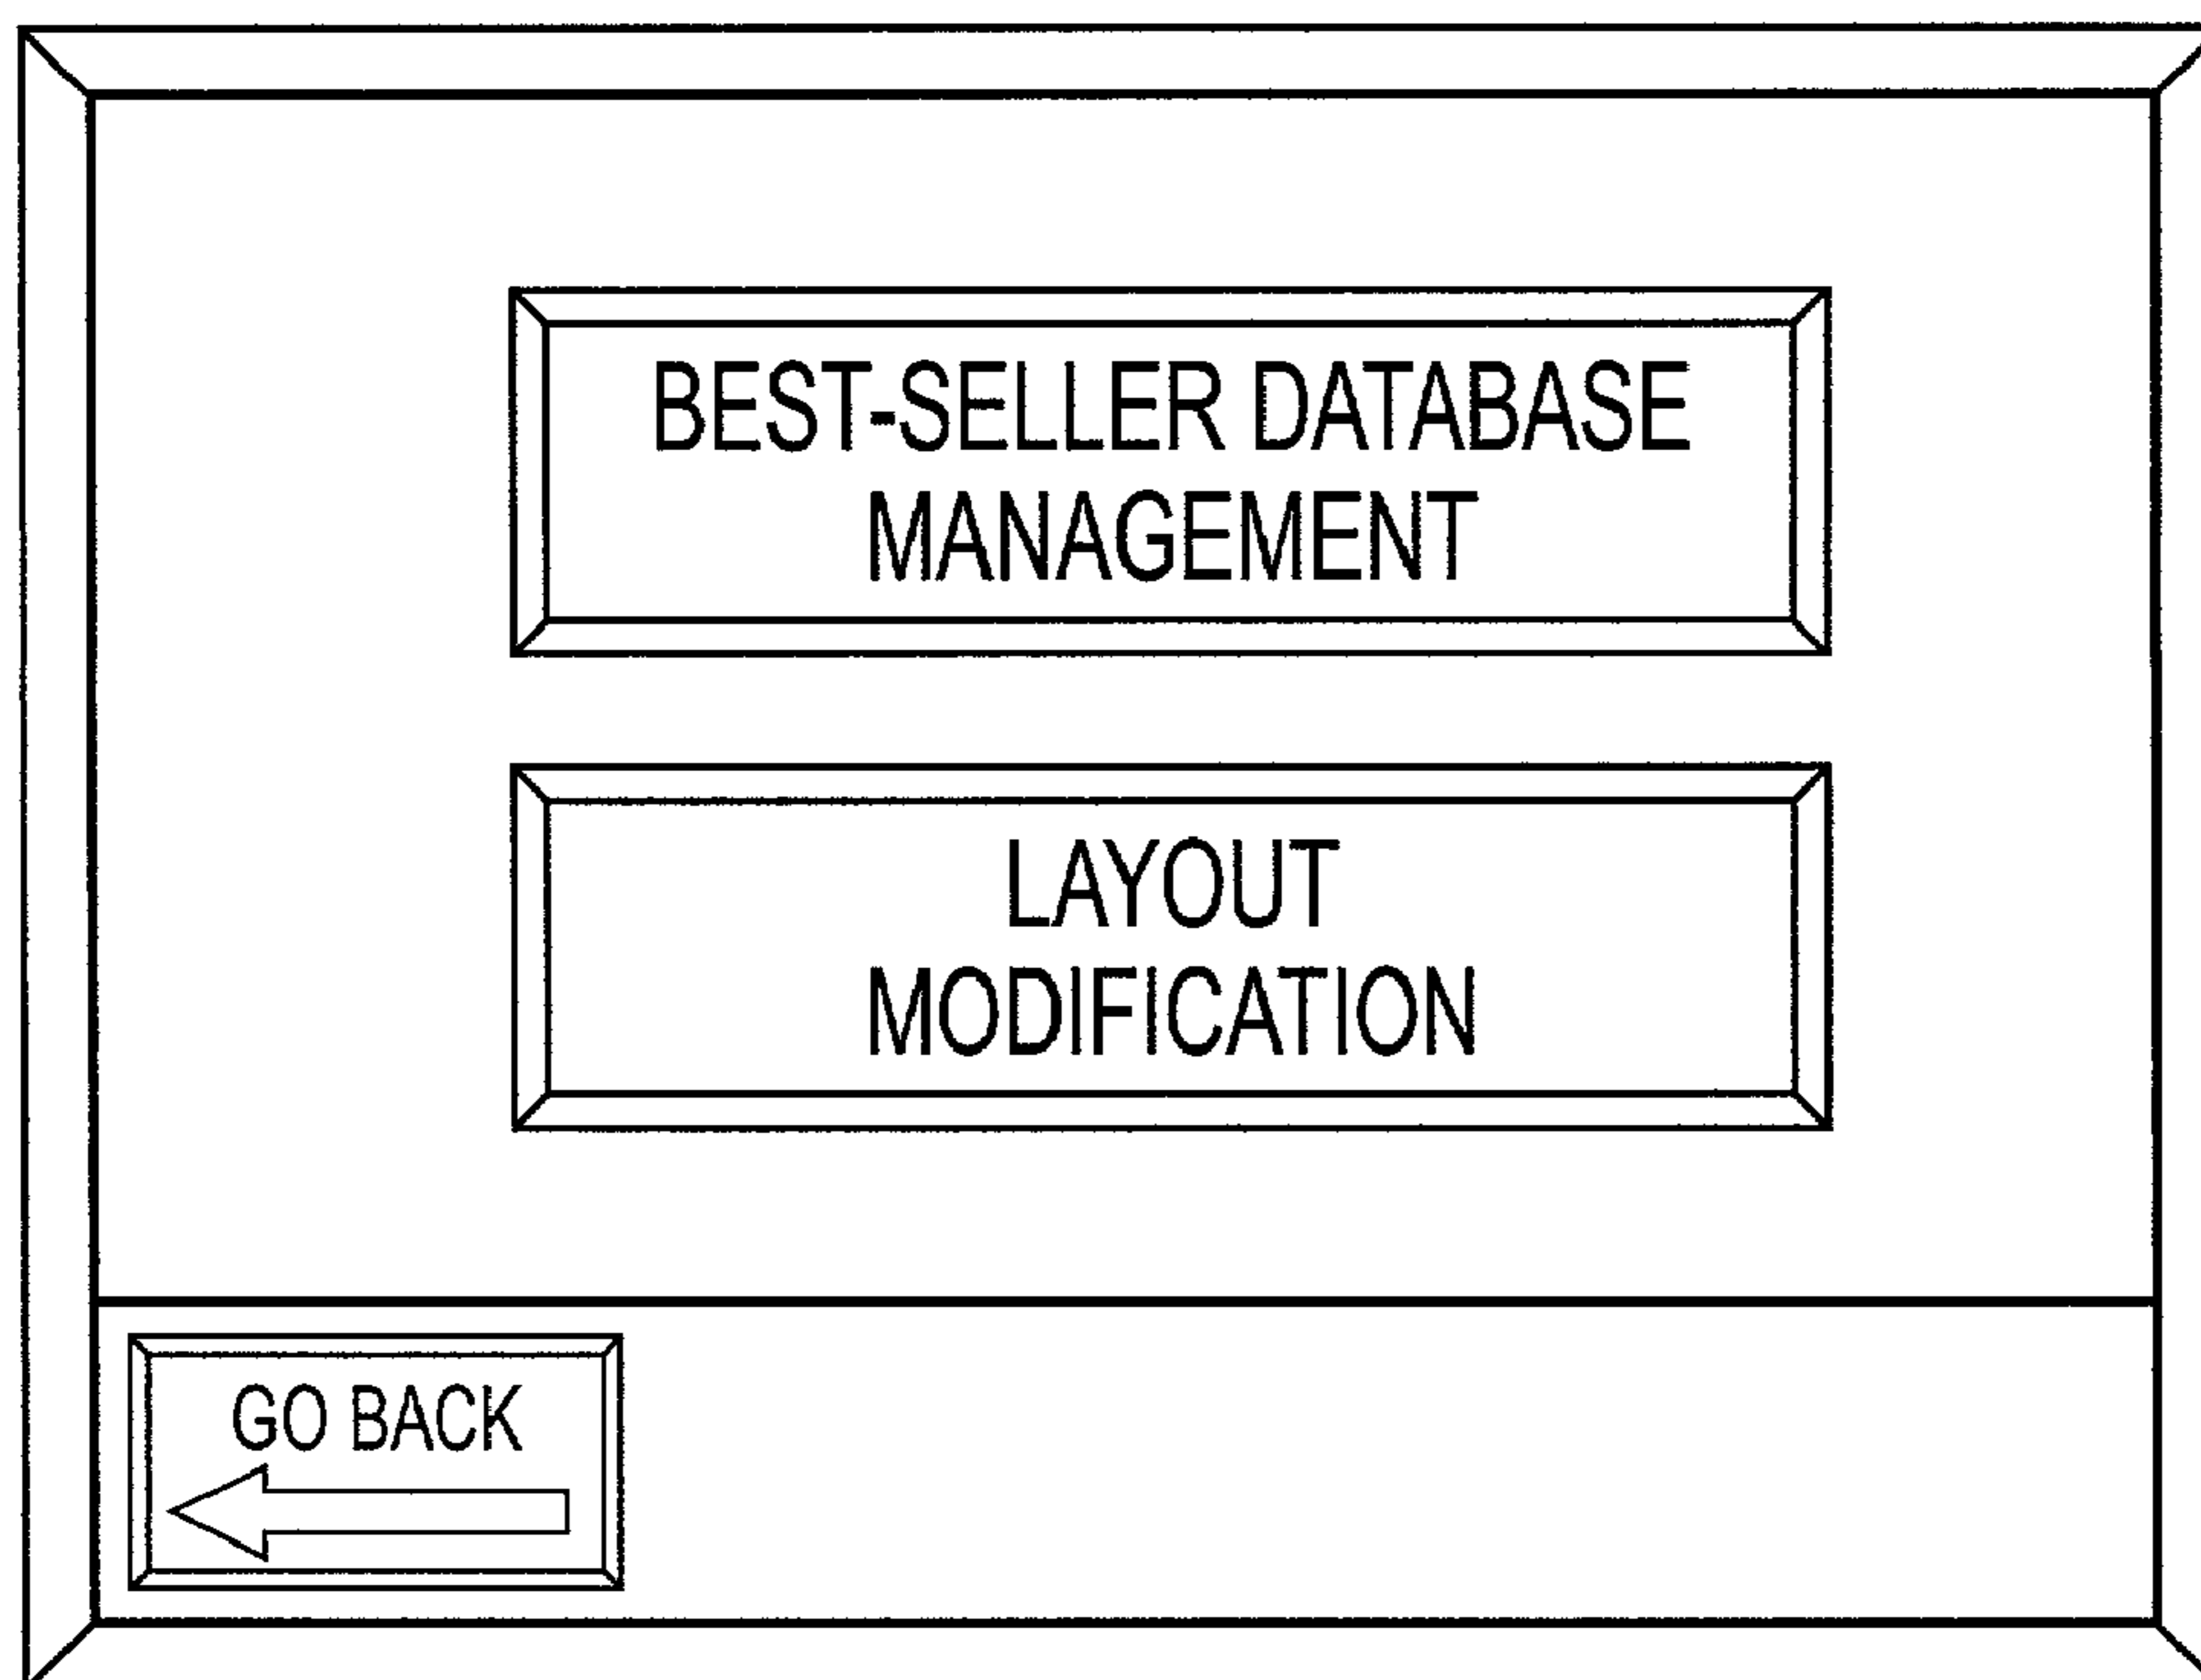 BEST-SELLER DATABASE
MANAGEMENT
LAYOUT
MODIFICATION
GO BACK